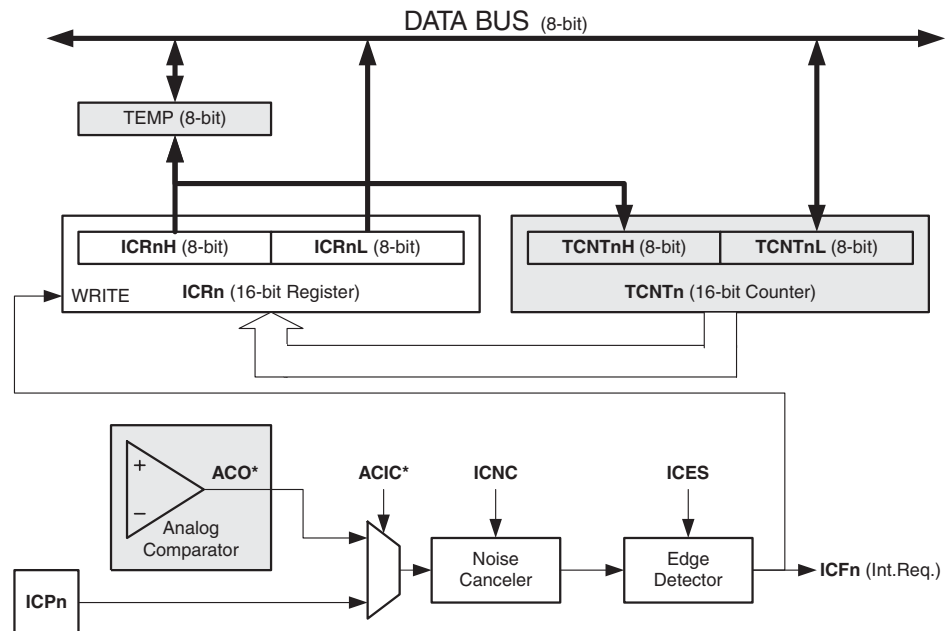 DATA BUS (8-bit)
TEMP (8-bit)
ICRnH (8-bit) ICRnL (8-bit) TCNTnH (8-bit) TCNTnL (8-bit)
WRITE ICRn (16-bit Register) TCNTn (16-bit Counter)
+
ACO* ACIC* ICNC ICES
−
Analog
Comparator
Noise
Canceler
Edge
Detector
ICFn (Int.Req.)
ICPn